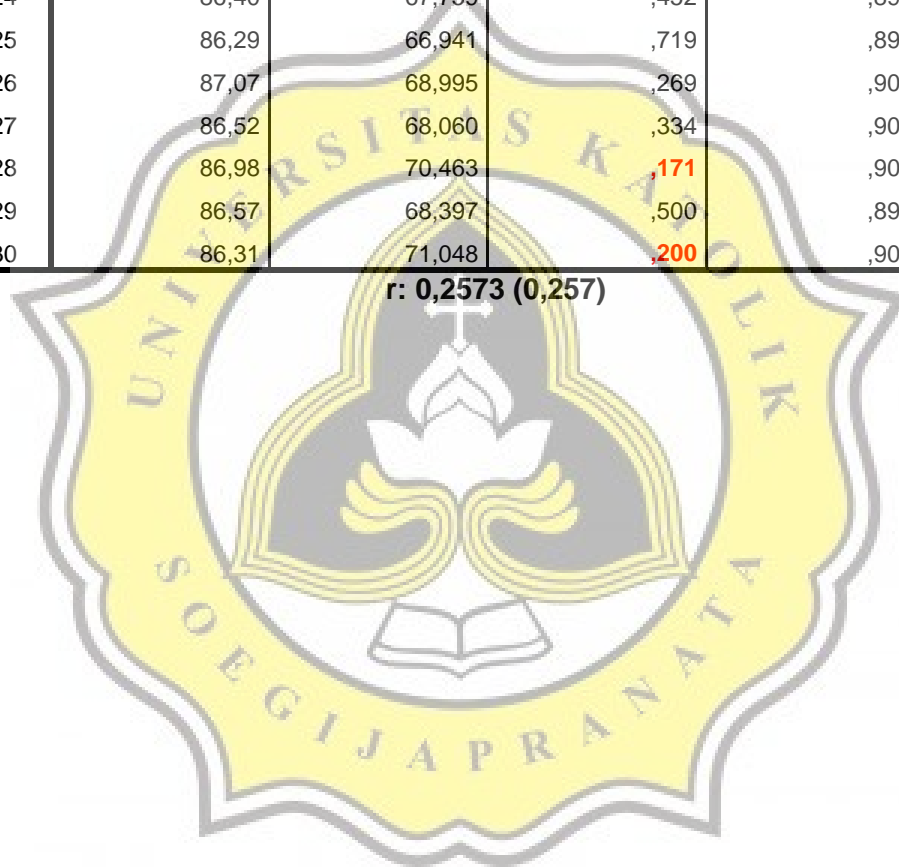 25 86,29 66,941 ,719 ,89
26 87,07 68,995 ,269 ,90
27 86,52 68,060 ,334 ,90
28 86,98 70,463 ,171 ,90
29 86,57 68,397 ,500 ,89
30 86,31 71,048 ,200 ,90
r: 0,2573 (0,257)
UNIVERSITAS KATOLIK
SOEGIJAPRANATA